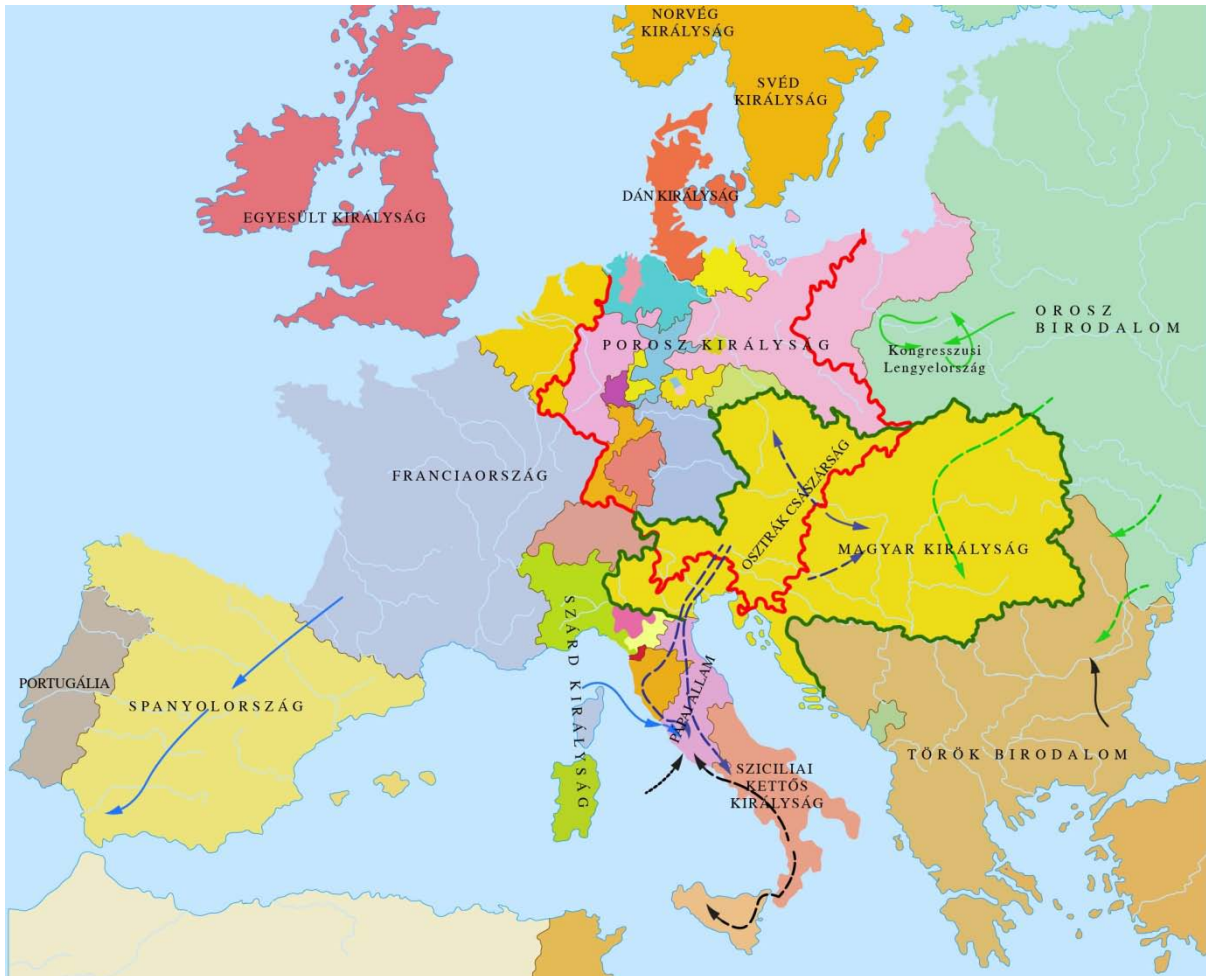 NORVÉG
KIRÁLYSÁG
SVÉD
KIRÁLYSÁG
DÁN KIRÁLYSÁG
EGYESÜLT KIRÁLYSÁG
OROSZ
BIRODALOM
POROSZ KIRÁLYSÁG
Kongresszusi
Lengyelország
FRANCIAORSZÁG
OSZTRÁK CSÁSZÁRSÁG
MAGYAR KIRÁLYSÁG
SZÁRD KIRÁLYSÁG
PORTUGÁLIA
SPANYOLORSZÁG
PÁPAI ÁLLAM
TÖRÖK BIRODALOM
SZICILIAI
KETTŐS
KIRÁLYSÁG